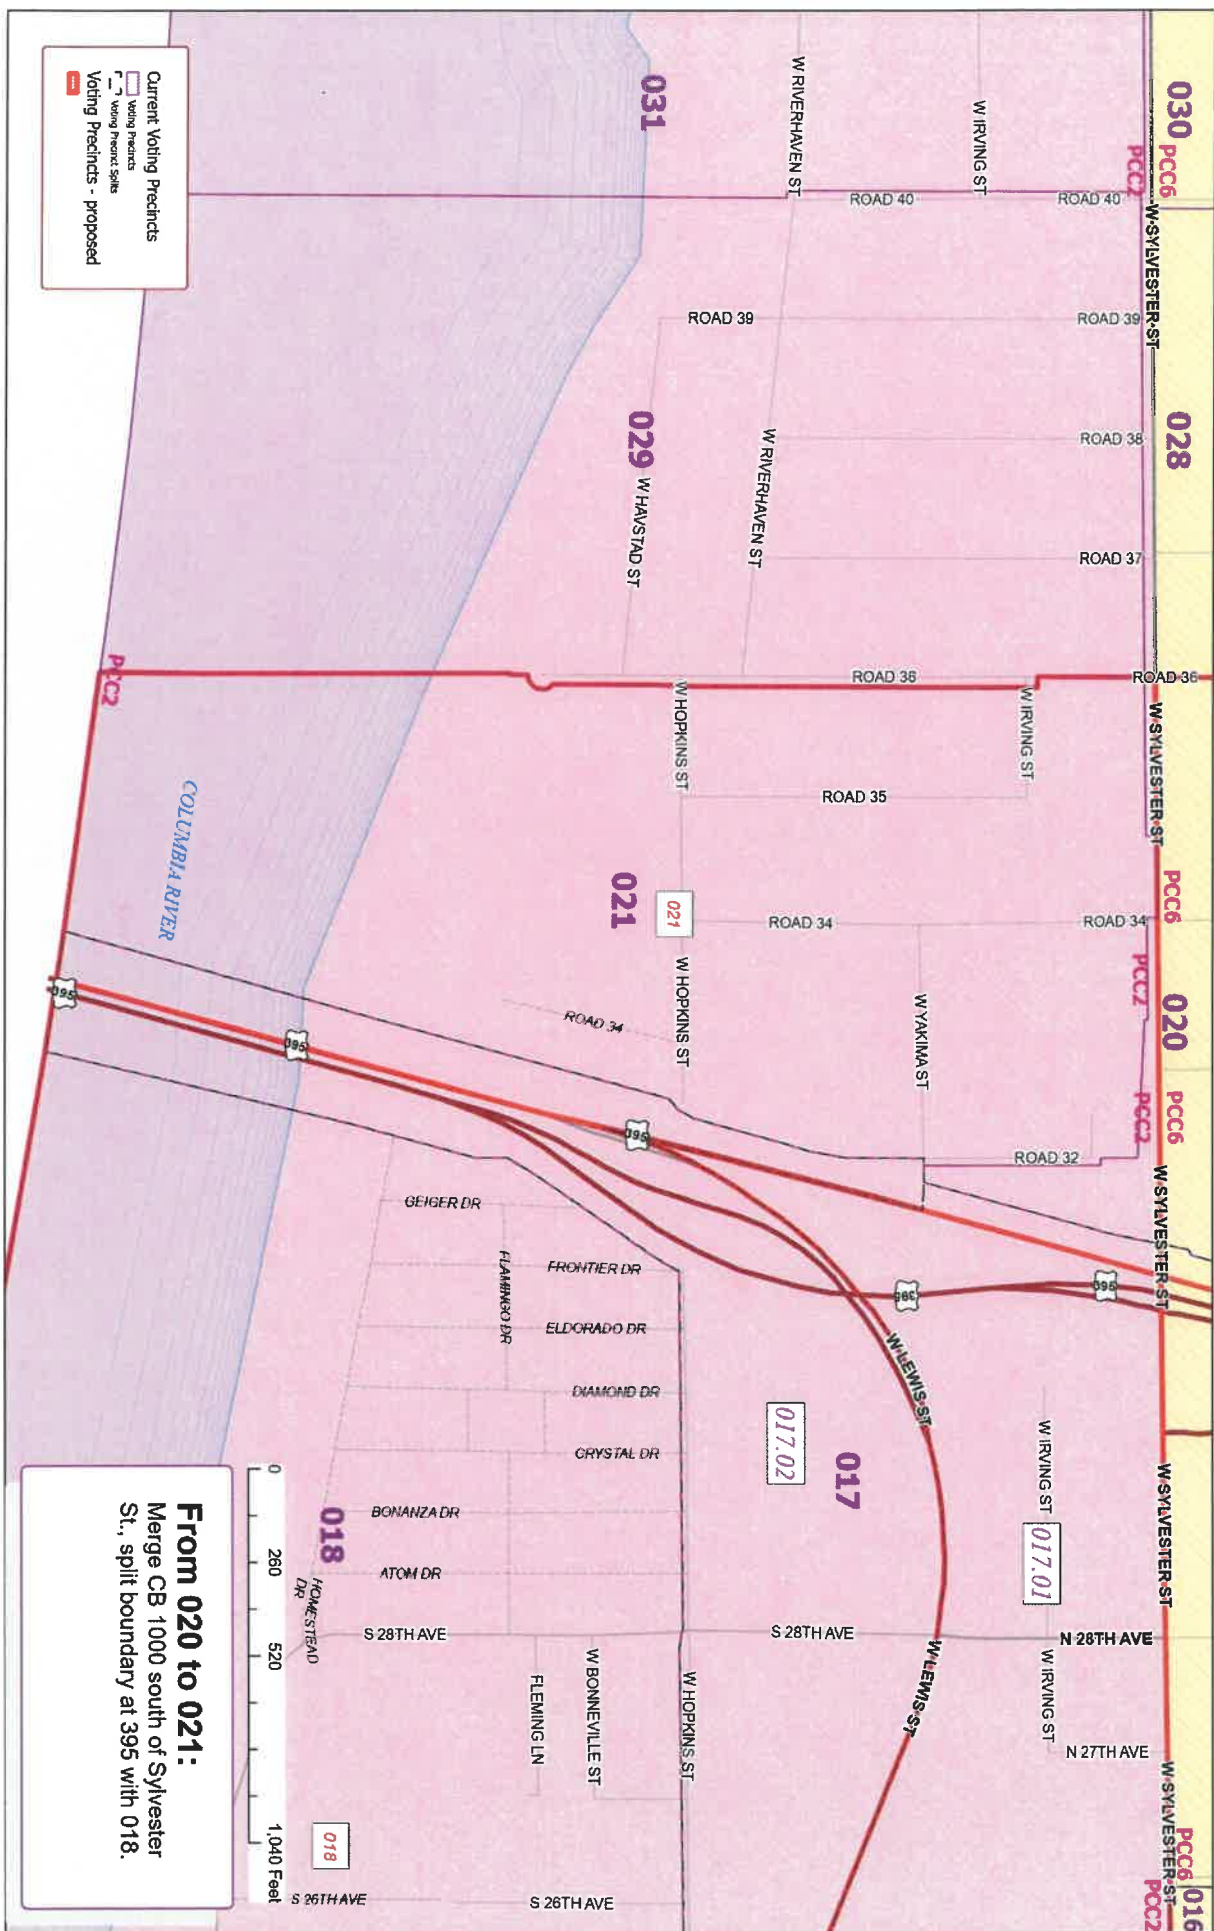 030
PCC6
PCC2
W SYLVESTER ST
028
ROAD 36
W SYLVESTER ST
PCC6
PCC2
020
PCC6
PCC2
W SYLVESTER ST
W SYLVESTER ST
W SYLVESTER ST
PCC6
PCC2
016
W IRVING ST
W RIVERHAVEN ST
031
ROAD 40
ROAD 40
ROAD 39
ROAD 39
ROAD 38
ROAD 37
029
W HAVSTAD ST
W RIVERHAVEN ST
ROAD 36
W IRVING ST
W HOPKINS ST
ROAD 35
021
021
ROAD 34
ROAD 34
ROAD 34
W HOPKINS ST
W YAKIMA ST
ROAD 32
395
395
395
395
395
W LEWIS ST
W LEWIS ST
W IRVING ST
017.01
017.02
017
N 28TH AVE
S 28TH AVE
S 28TH AVE
W IRVING ST
N 27TH AVE
GEIGER DR
FLAMINGO DR
FRONTIER DR
ELDORADO DR
DIAMOND DR
CRYSTAL DR
BONANZA DR
ATOM DR
018
HOMESTEAD
DR
FLEMING LN
W BONNEVILLE ST
W HOPKINS ST
S 26TH AVE
S 26TH AVE
018
PCC2
COLUMBIA RIVER
Current Voting Precincts
Voting Precincts
Voting Precinct Splits
Voting Precincts - proposed
0 260 520 1,040 Feet
From 020 to 021:
Merge CB 1000 south of Sylvester
St., split boundary at 395 with 018.